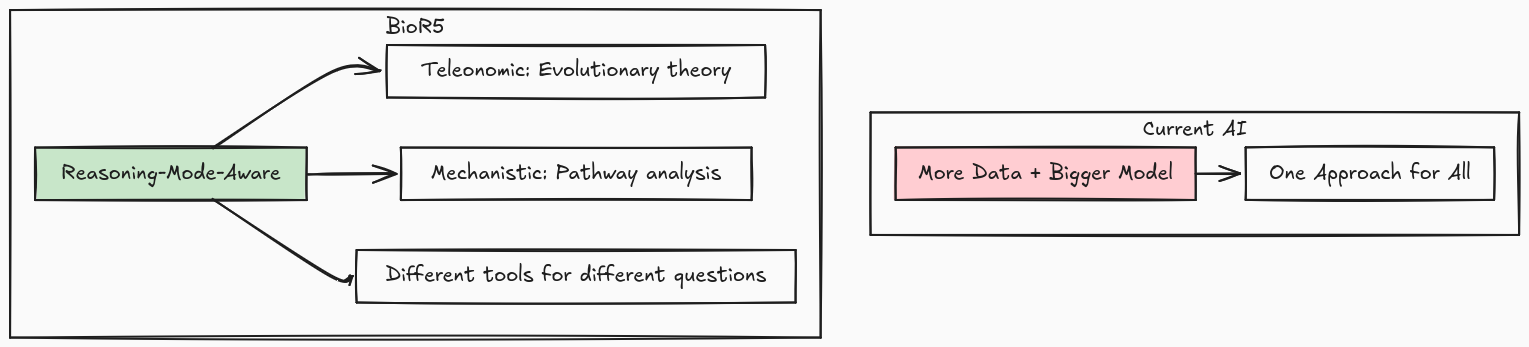 BioR5
Teleonomic: Evolutionary theory
Reasoning-Mode-Aware
Mechanistic: Pathway analysis
Different tools for different questions
Current AI
More Data + Bigger Model
One Approach for All